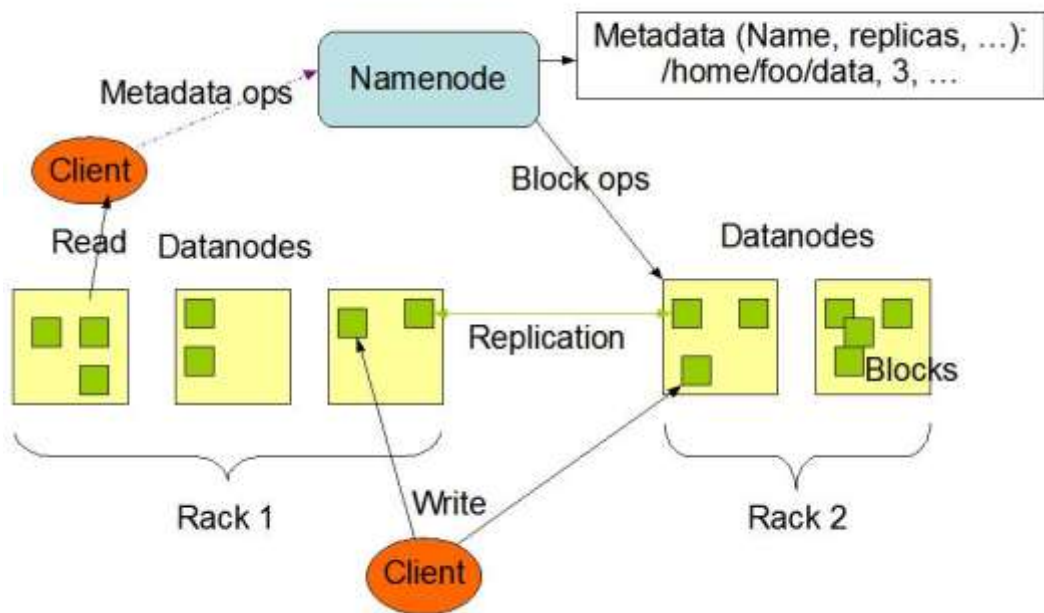 Metadata (Name, replicas, …):
/home/foo/data, 3, …
Namenode
Metadata ops
Client
Block ops
Read
Datanodes
Datanodes
Replication
Blocks
Rack 1
Write
Rack 2
Client